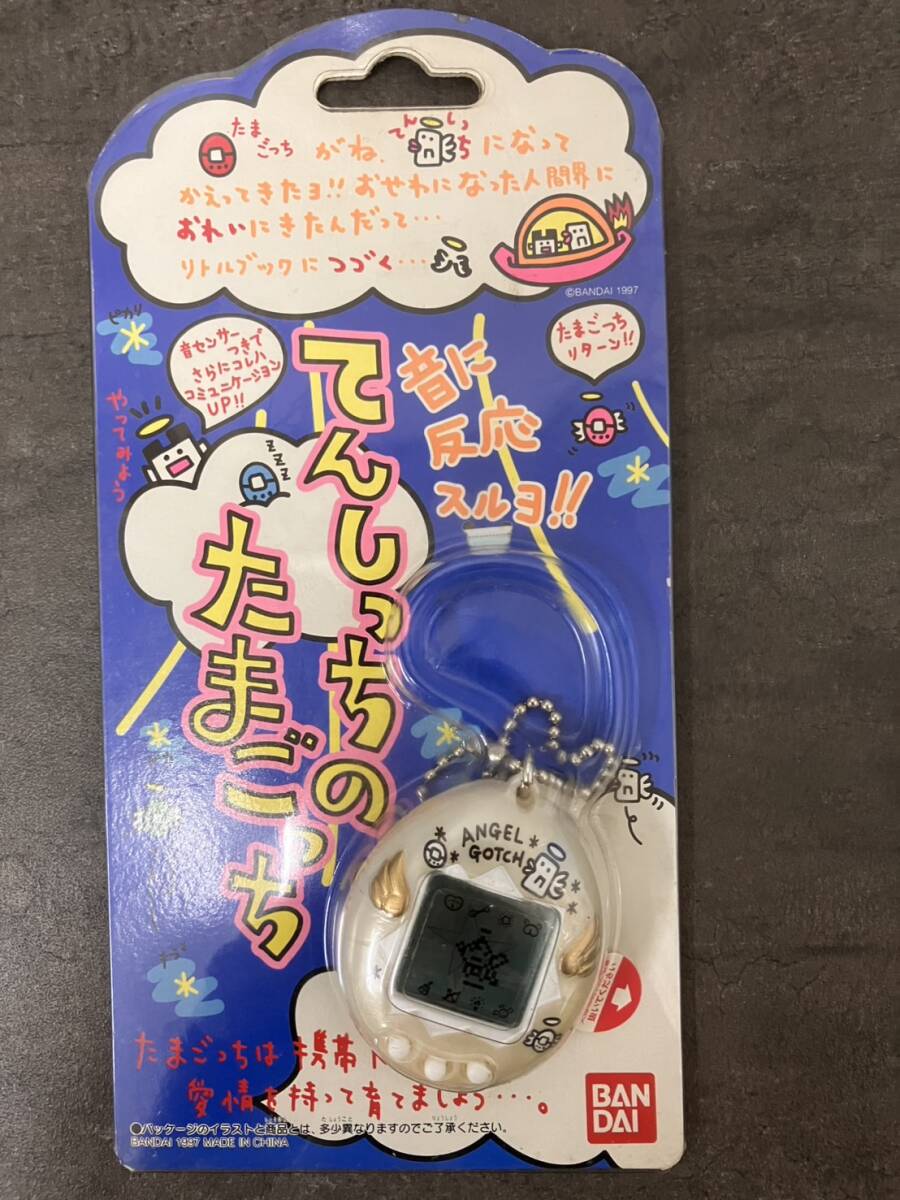 たま
ごっち
がね、
てんしっち
になって
かえってきたヨ!! おせわになった人間界に
おれいにきたんだって…
リトルブックに つづく…
©BANDAI 1997
ピカリ
音センサー
つきで
さらにコレハ
コミュニケーション
UP!!
やってみよう
zzz
てんしっちの
たまごっち
音に
反応
スルヨ!!
たまごっち
リターン!!
ANGEL
GOTCH
たまごっちは携帯
愛情を持って育てましょう…。
BAN
DAI
●パッケージのイラストと商品とは、多少異なりますのでご了承ください。
BANDAI 1997 MADE IN CHINA